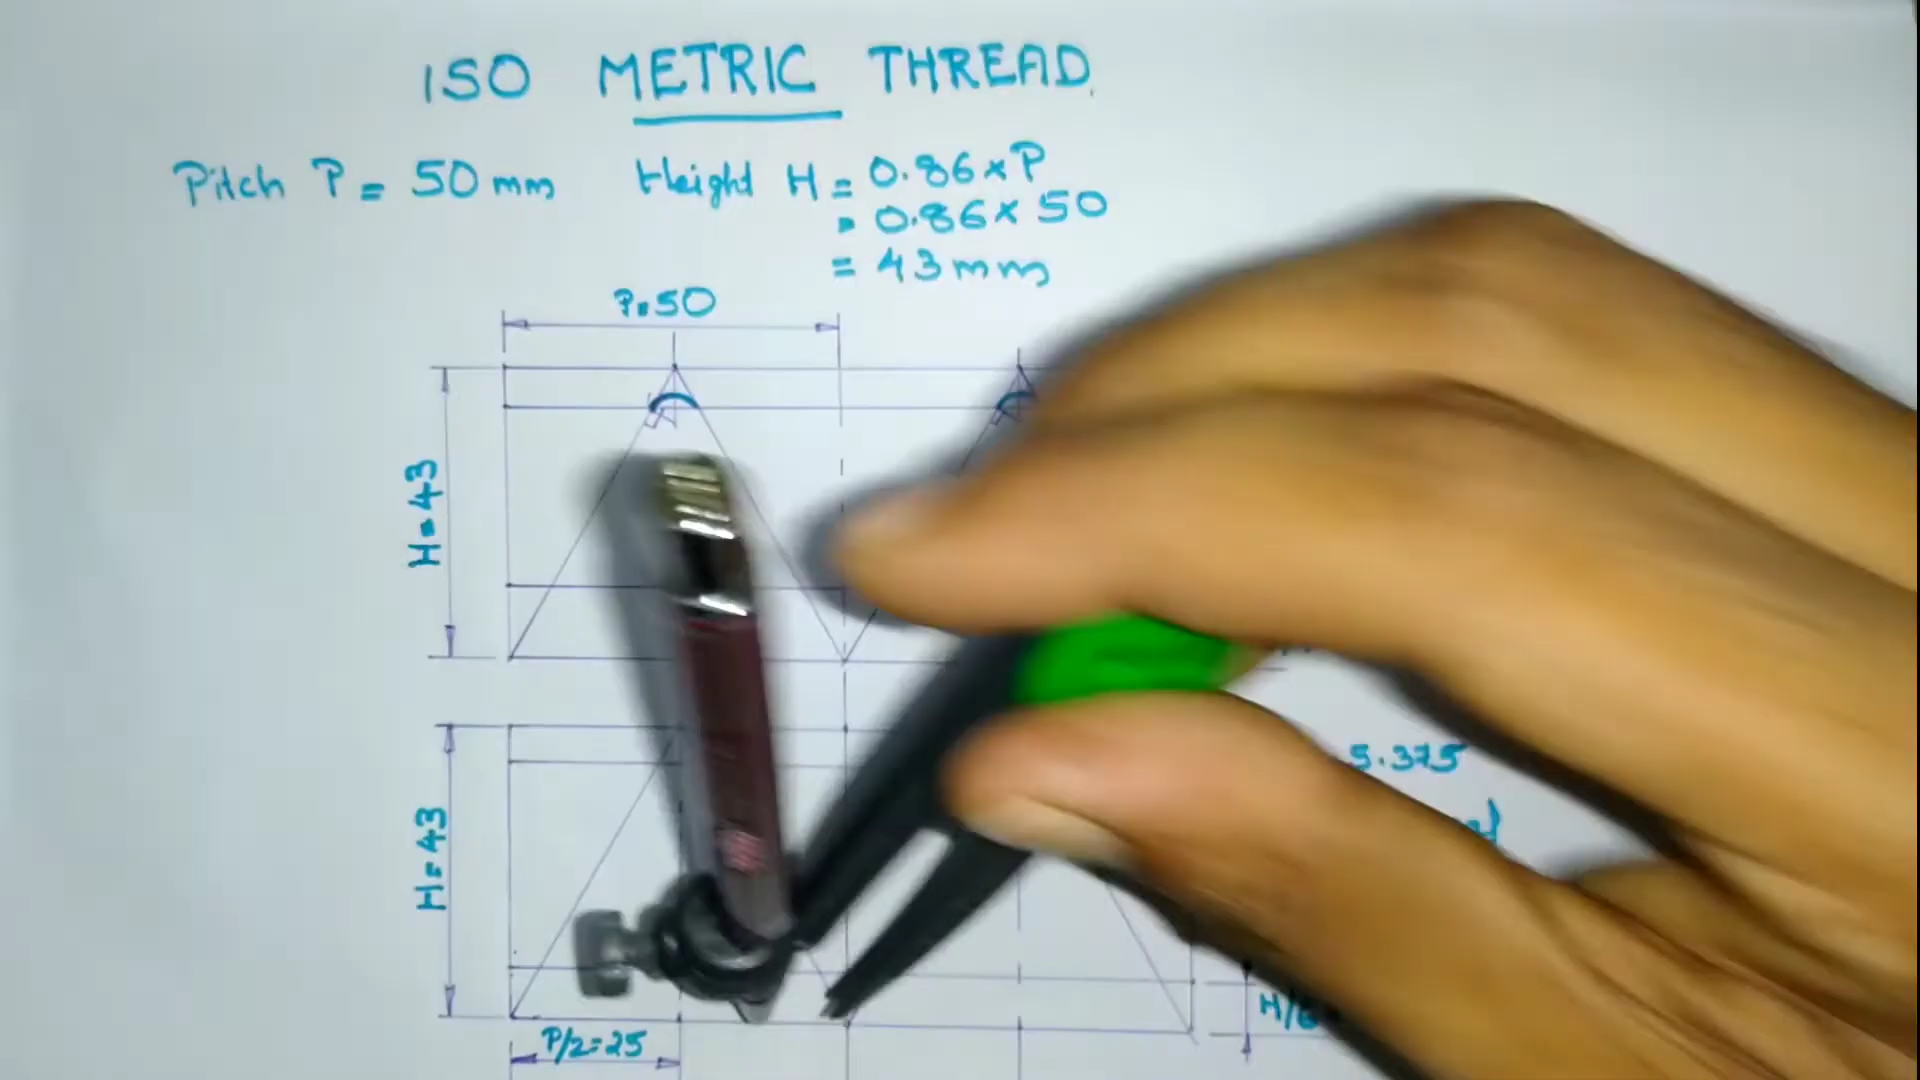 ISO METRIC THREAD
Pitch P = 50 mm Height H = 0.86 × P
= 0.86 × 50
= 43 mm
P=50
H=43
5.375
H=43
P/2=25